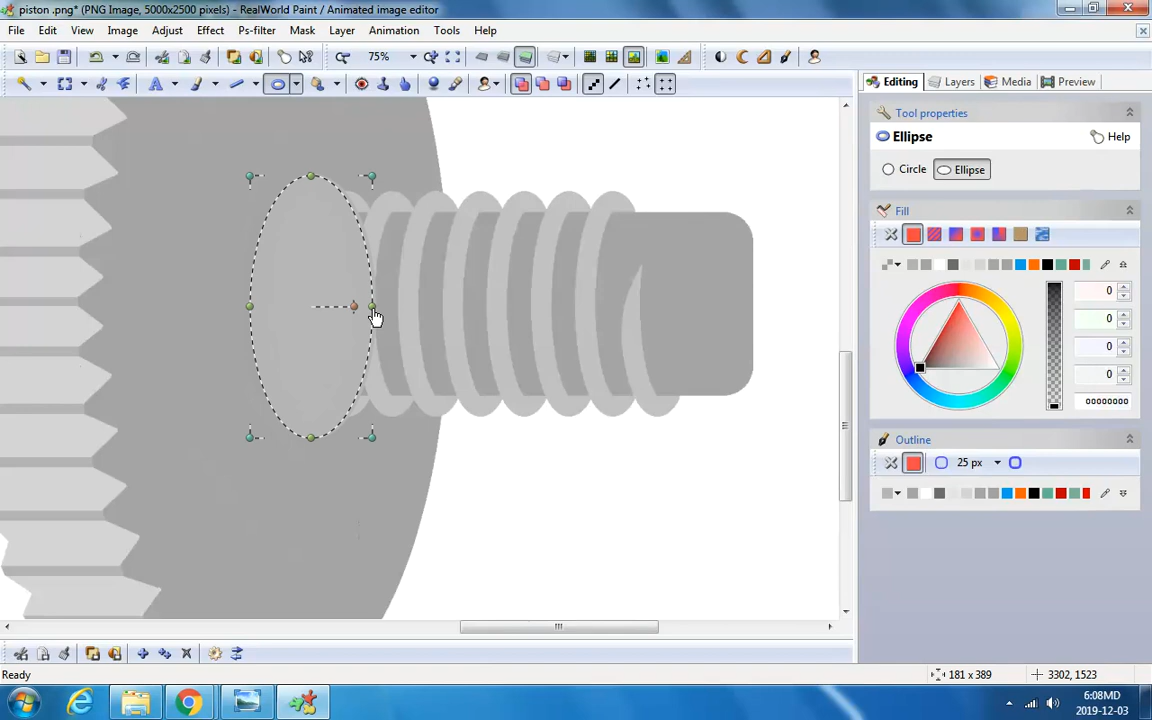 piston .png* (PNG Image, 5000x2500 pixels) - RealWorld Paint / Animated image editor
File Edit View Image Adjust Effect Ps-filter Mask Layer Animation Tools Help
75%
Editing Layers Media Preview
Tool properties
Ellipse Help
Circle Ellipse
Fill
0
0
0
0
00000000
Outline
25 px
Ready 181 x 389 3302, 1523
6:08MD
2019-12-03